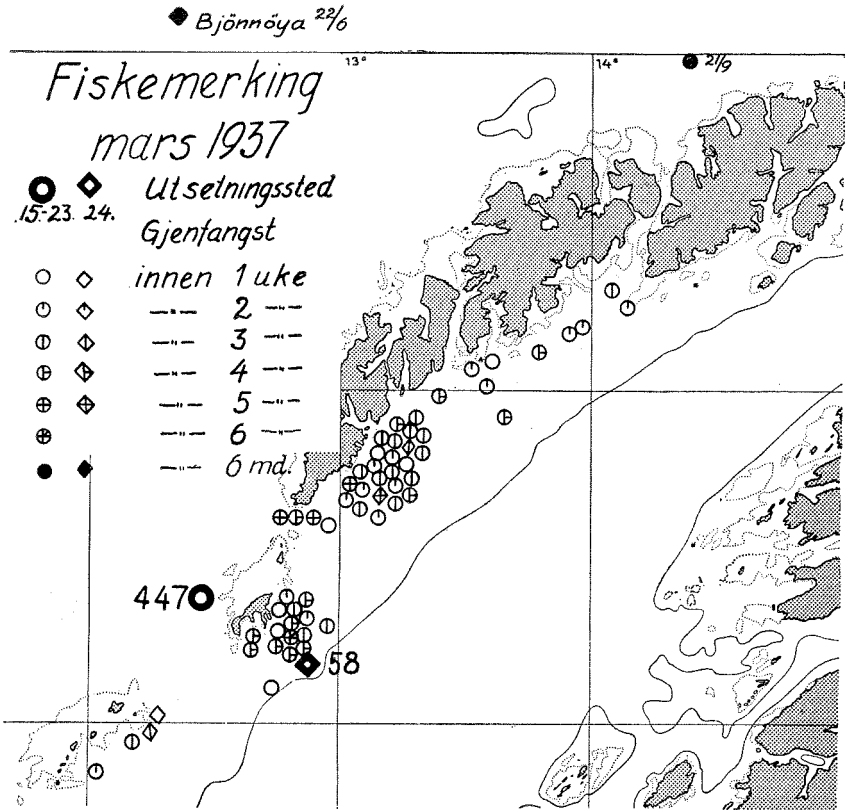 Bjönnöya 22/6
13°
14°
21/9
Fiskemerking
mars 1937
Utselningssted
15-23. 24.
Gjenfangst
innen 1 uke
—"— 2 —"—
—"— 3 —"—
—"— 4 —"—
—"— 5 —"—
—"— 6 —"—
—"— 6 md.
447
58